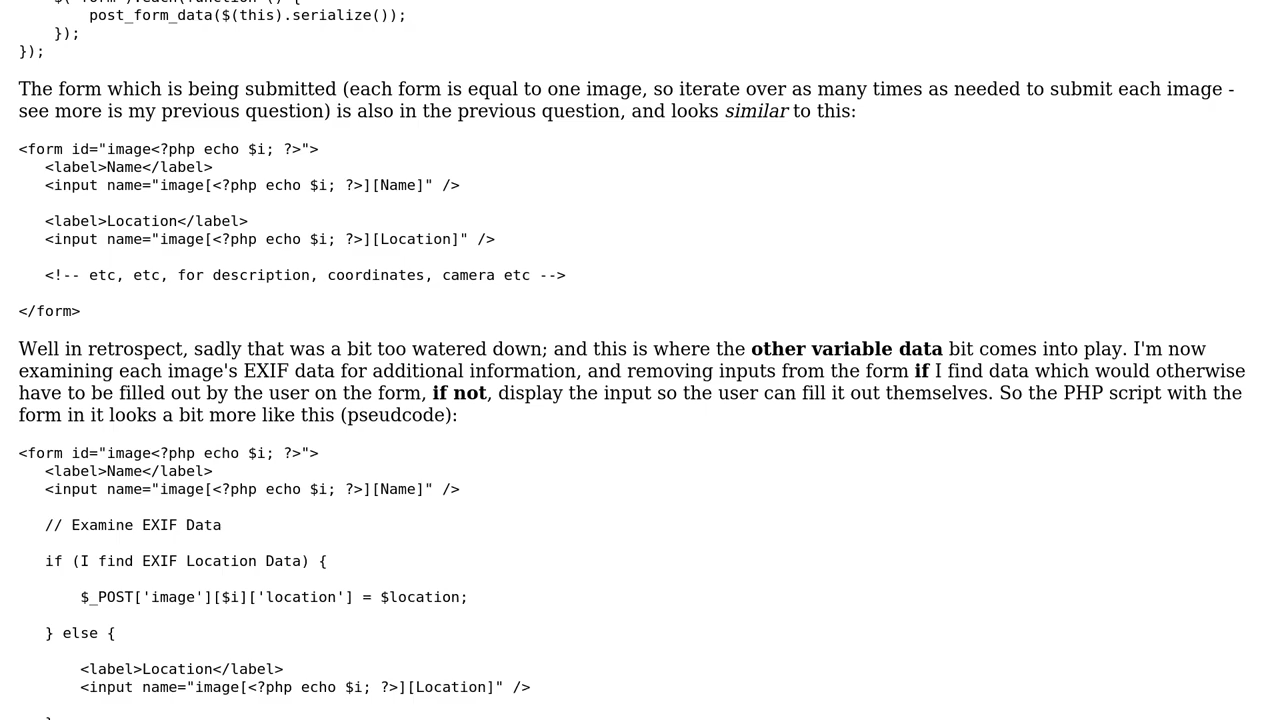 $("form").each(function () {
post_form_data($(this).serialize());
});
});
The form which is being submitted (each form is equal to one image, so iterate over as many times as needed to submit each image -
see more is my previous question) is also in the previous question, and looks similar to this:
<form id="image<?php echo $i; ?>">
<label>Name</label>
<input name="image[<?php echo $i; ?>][Name]" />
<label>Location</label>
<input name="image[<?php echo $i; ?>][Location]" />
<!-- etc, etc, for description, coordinates, camera etc -->
</form>
Well in retrospect, sadly that was a bit too watered down; and this is where the other variable data bit comes into play. I'm now
examining each image's EXIF data for additional information, and removing inputs from the form if I find data which would otherwise
have to be filled out by the user on the form, if not, display the input so the user can fill it out themselves. So the PHP script with the
form in it looks a bit more like this (pseudcode):
<form id="image<?php echo $i; ?>">
<label>Name</label>
<input name="image[<?php echo $i; ?>][Name]" />
// Examine EXIF Data
if (I find EXIF Location Data) {
$_POST['image'][$i]['location'] = $location;
} else {
<label>Location</label>
<input name="image[<?php echo $i; ?>][Location]" />